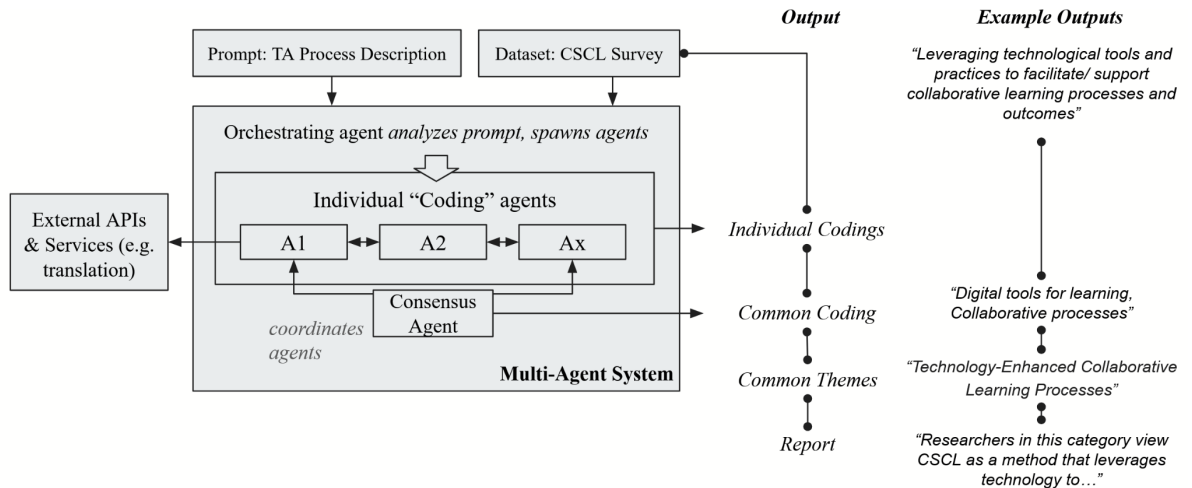 Output
Example Outputs
Prompt: TA Process Description
Dataset: CSCL Survey
“Leveraging technological tools and
practices to facilitate/ support
collaborative learning processes and
outcomes”
Orchestrating agent analyzes prompt, spawns agents
Individual “Coding” agents
External APIs
& Services (e.g.
translation)
A1
A2
Ax
Individual Codings
Consensus
Agent
coordinates
agents
Common Coding
“Digital tools for learning,
Collaborative processes”
Multi-Agent System
Common Themes
“Technology-Enhanced Collaborative
Learning Processes”
Report
“Researchers in this category view
CSCL as a method that leverages
technology to…”